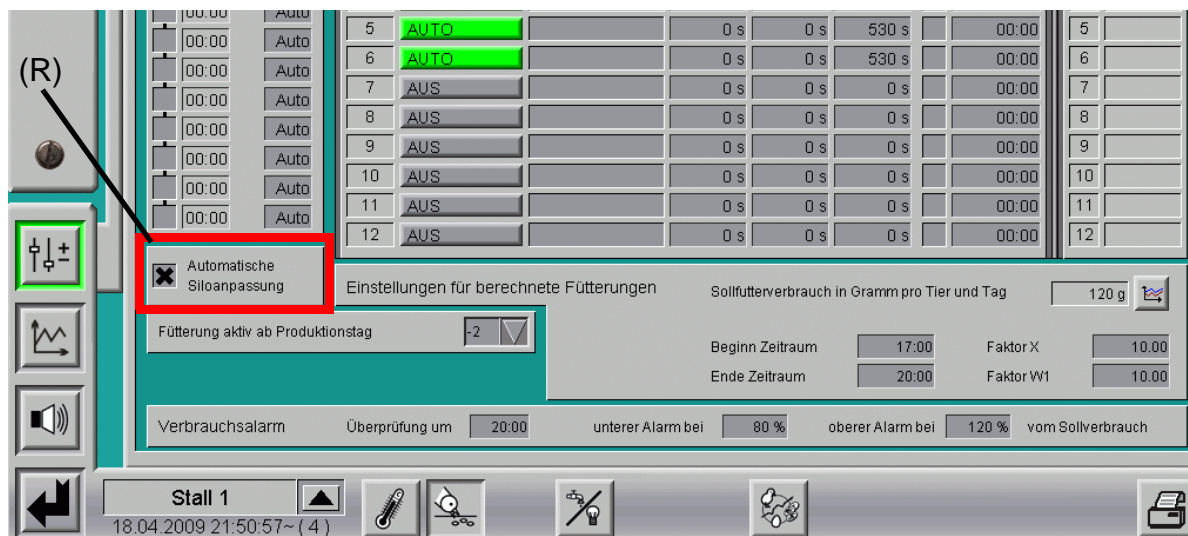 (R)
00:00 Auto
00:00 Auto
00:00 Auto
00:00 Auto
00:00 Auto
00:00 Auto
00:00 Auto
00:00 Auto
5 AUTO 0 s 0 s 530 s 00:00 5
6 AUTO 0 s 0 s 530 s 00:00 6
7 AUS 0 s 0 s 0 s 00:00 7
8 AUS 0 s 0 s 0 s 00:00 8
9 AUS 0 s 0 s 0 s 00:00 9
10 AUS 0 s 0 s 0 s 00:00 10
11 AUS 0 s 0 s 0 s 00:00 11
12 AUS 0 s 0 s 0 s 00:00 12
Automatische
Siloanpassung
Fütterung aktiv ab Produktionstag -2
Einstellungen für berechnete Fütterungen
Sollfutterverbrauch in Gramm pro Tier und Tag 120 g
Beginn Zeitraum 17:00 Faktor X 10.00
Ende Zeitraum 20:00 Faktor W1 10.00
Verbrauchsalarm Überprüfung um 20:00 unterer Alarm bei 80 % oberer Alarm bei 120 % vom Sollverbrauch
Stall 1
18.04.2009 21:50:57~ ( 4 )